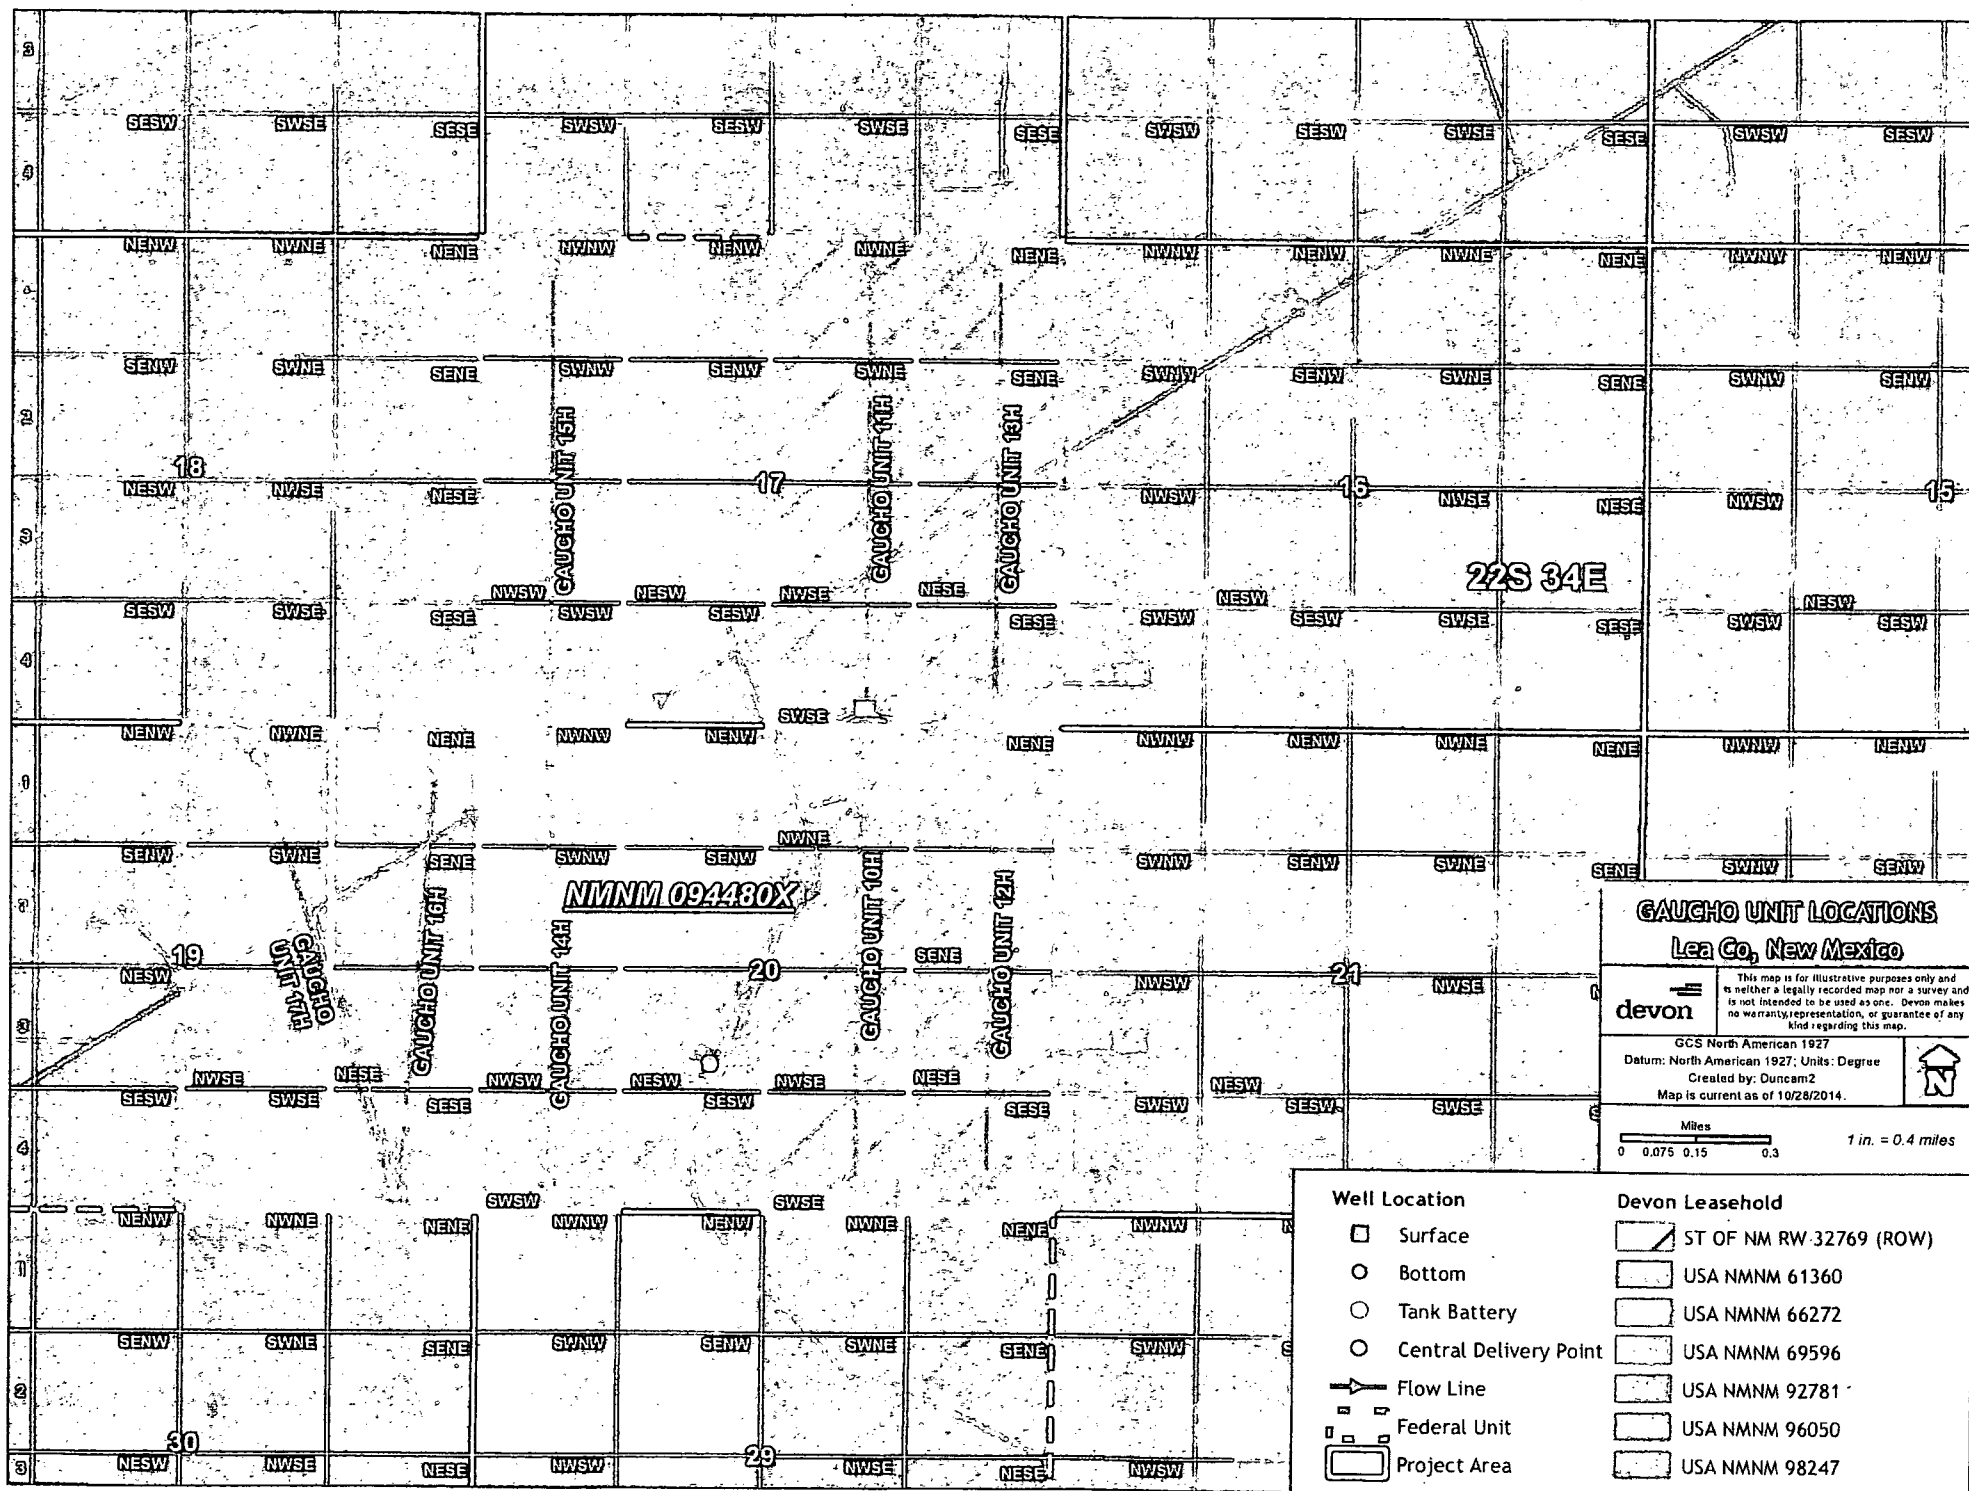 3
SESW SWSE SESE SWSW SESW SWSE SESE SWSW SESW SWSE SESE SWSW SESW
4
NENW NWNE NENE NWNW NENW NWNE NENE NWNW NENW NWNE NENE NWNW NENW
SENW SWNE SENE SWNW SENW SWNE SENE SWNW SENW SWNE SENE SWNW SENW
2
GAUCHO UNIT 15H
GAUCHO UNIT 11H
GAUCHO UNIT 13H
18 17 16 15
NESW NWSE NESE NWSW NWSE NESE NWSW
3
22S 34E
NWSW NESW NWSE NESE NESW NESW
SESW SWSE SESE SWSW SESW SESE SWSW SESW SWSE SESE SWSW SESW
4
SWSE
NENW NWNE NENE NWNW NENW NENE NWNW NENW NWNE NENE NWNW NENW
1
NWNE
SENW SWNE SENE SWNW SENW SWNW SENW SWNE SENE SWNW SENW
NMNM 094480X
GAUCHO UNIT 16H
GAUCHO UNIT 14H
GAUCHO UNIT 10H
GAUCHO UNIT 12H
GAUCHO
UNIT 17H
19 20 21
SENE
NESW NWSW NWSE
3
NWSE NESE NWSW NESW NWSE NESE NESW
SESW SWSE SESE SESW SESE SWSW SESW SWSE
4
SWSW SWSE
NENW NWNE NENE NWNW NENW NWNE NENE NWNW
1
SENW SWNE SENE SWNW SENW SWNE SENE SWNW
2
30 29
3
NESW NWSE NESE NWSW NWSE NESE NWSW
GAUCHO UNIT LOCATIONS
Lea Co, New Mexico
devon
This map is for illustrative purposes only and
is neither a legally recorded map nor a survey and
is not intended to be used as one. Devon makes
no warranty, representation, or guarantee of any
kind regarding this map.
GCS North American 1927
Datum: North American 1927; Units: Degree
Created by: Duncam2
Map is current as of 10/28/2014.
N
Miles
0 0.075 0.15 0.3
1 in. = 0.4 miles
Well Location
Surface
Bottom
Tank Battery
Central Delivery Point
Flow Line
Federal Unit
Project Area
Devon Leasehold
ST OF NM RW 32769 (ROW)
USA NMNM 61360
USA NMNM 66272
USA NMNM 69596
USA NMNM 92781
USA NMNM 96050
USA NMNM 98247